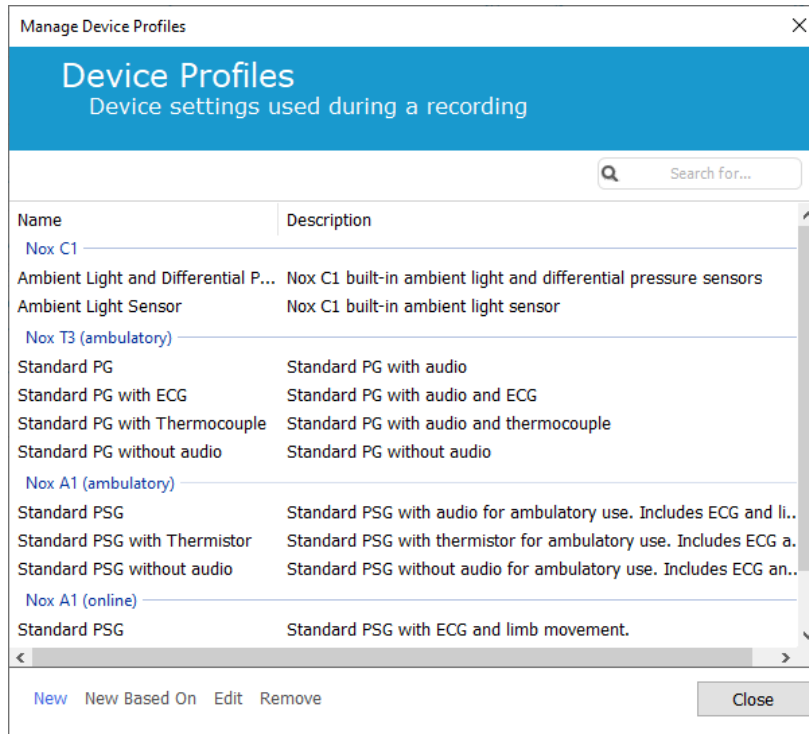 Manage Device Profiles
Device Profiles
Device settings used during a recording
Search for...
Name Description
Nox C1
Ambient Light and Differential P... Nox C1 built-in ambient light and differential pressure sensors
Ambient Light Sensor Nox C1 built-in ambient light sensor
Nox T3 (ambulatory)
Standard PG Standard PG with audio
Standard PG with ECG Standard PG with audio and ECG
Standard PG with Thermocouple Standard PG with audio and thermocouple
Standard PG without audio Standard PG without audio
Nox A1 (ambulatory)
Standard PSG Standard PSG with audio for ambulatory use. Includes ECG and li...
Standard PSG with Thermistor Standard PSG with thermistor for ambulatory use. Includes ECG a...
Standard PSG without audio Standard PSG without audio for ambulatory use. Includes ECG an...
Nox A1 (online)
Standard PSG Standard PSG with ECG and limb movement.
New New Based On Edit Remove Close